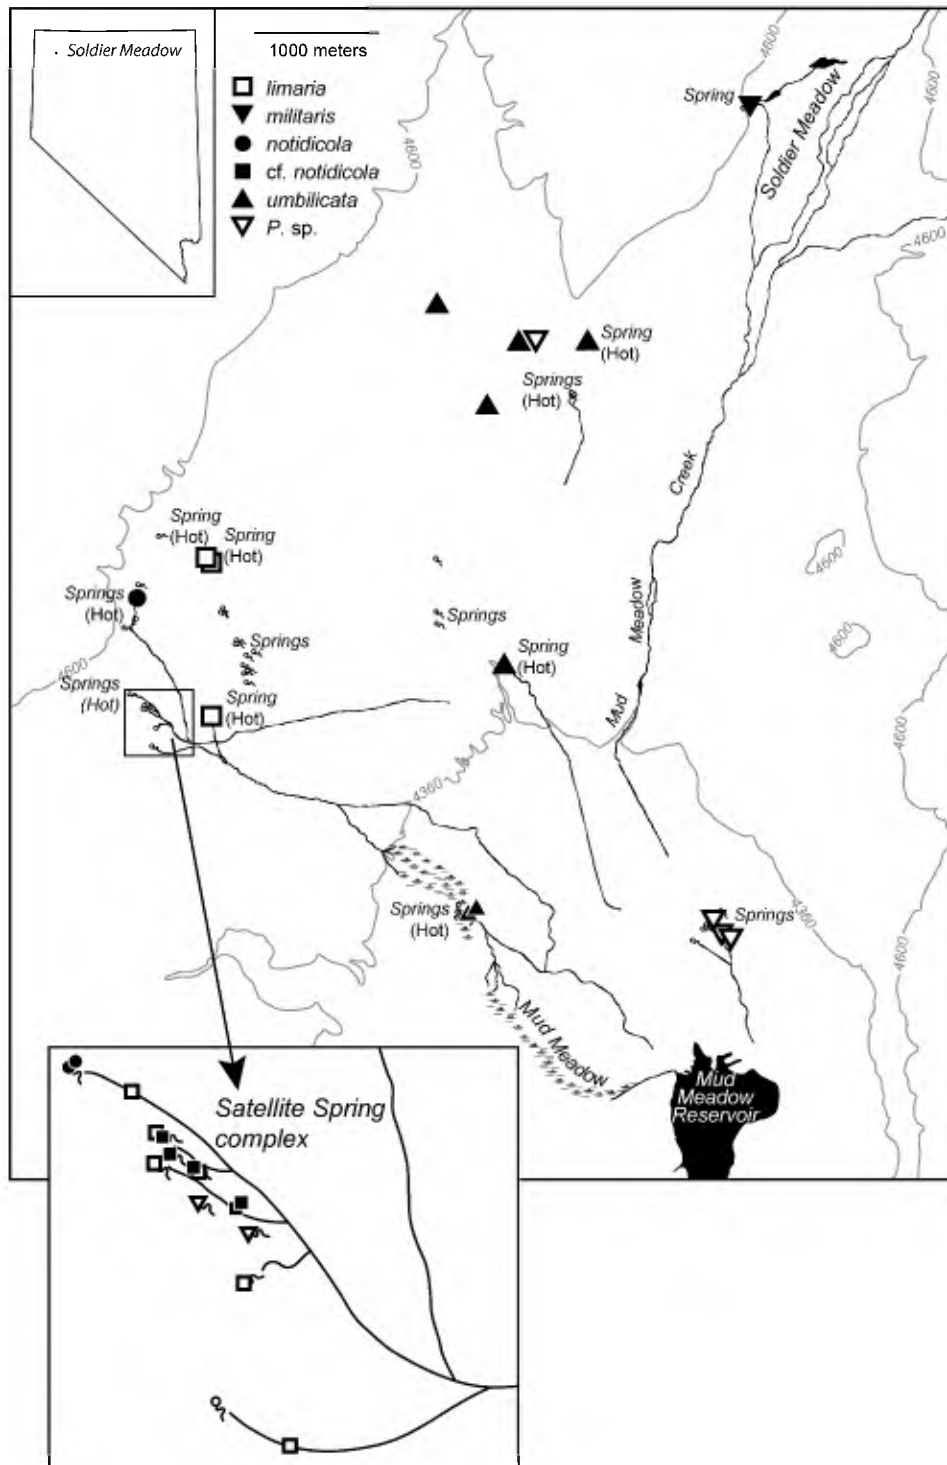 Soldier Meadow
1000 meters
limaria
militaris
notidicola
cf. notidicola
umbilicata
P. sp.
4600
4600
4600
Spring
Soldier Meadow
4600
Spring
(Hot)
Springs
(Hot)
Creek
Meadow
Mud
4600
4600
Spring
(Hot)
Spring
(Hot)
Springs
(Hot)
Springs
Springs
Spring
(Hot)
4600
Springs
(Hot)
Spring
(Hot)
4360
4360
Springs
(Hot)
Springs
4600
Mud Meadow
Mud
Meadow
Reservoir
Satellite Spring
complex